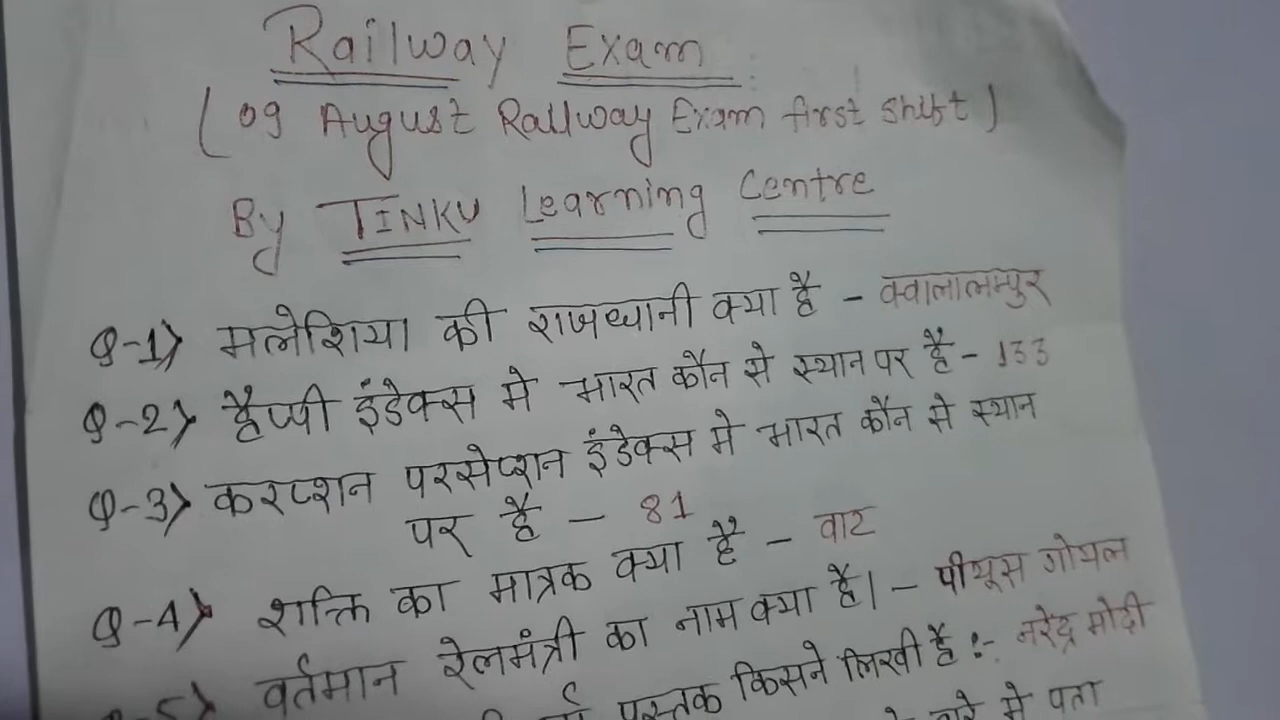 Railway Exam
(09 August Railway Exam first shift)
By TINKU Learning Centre
Q-1> मलेशिया की राजधानी क्या है - क्वालालम्पुर
Q-2> हैप्पी इंडेक्स मे भारत कौन से स्थान पर है - 133
Q-3> करप्शन परसेप्शन इंडेक्स मे भारत कौन से स्थान
पर है - 81
Q-4> शक्ति का मात्रक क्या है - वाट
Q-5> वर्तमान रेलमंत्री का नाम क्या है। - पीयूस गोयल
पुस्तक किसने लिखी है :- नरेंद्र मोदी
बारे मे पता